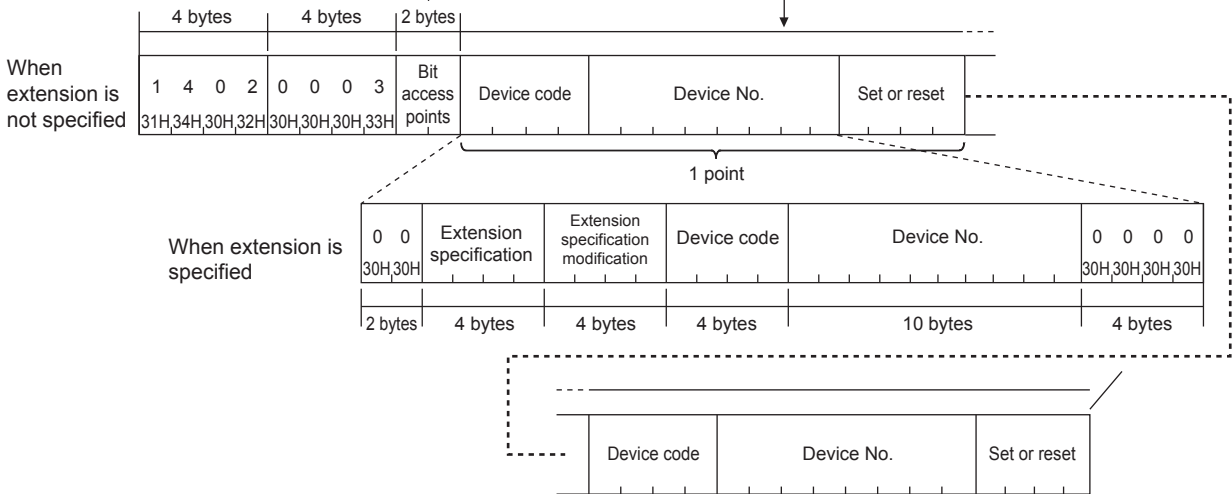 4 bytes 4 bytes 2 bytes
When
extension is
not specified
1 4 0 2 0 0 0 3
31H 34H 30H 32H 30H 30H 30H 33H
Bit
access
points
Device code
Device No.
Set or reset
1 point
When extension is
specified
0 0
30H 30H
Extension
specification
Extension
specification
modification
Device code
Device No.
0 0 0 0
30H 30H 30H 30H
2 bytes 4 bytes 4 bytes 4 bytes 10 bytes 4 bytes
Device code Device No. Set or reset